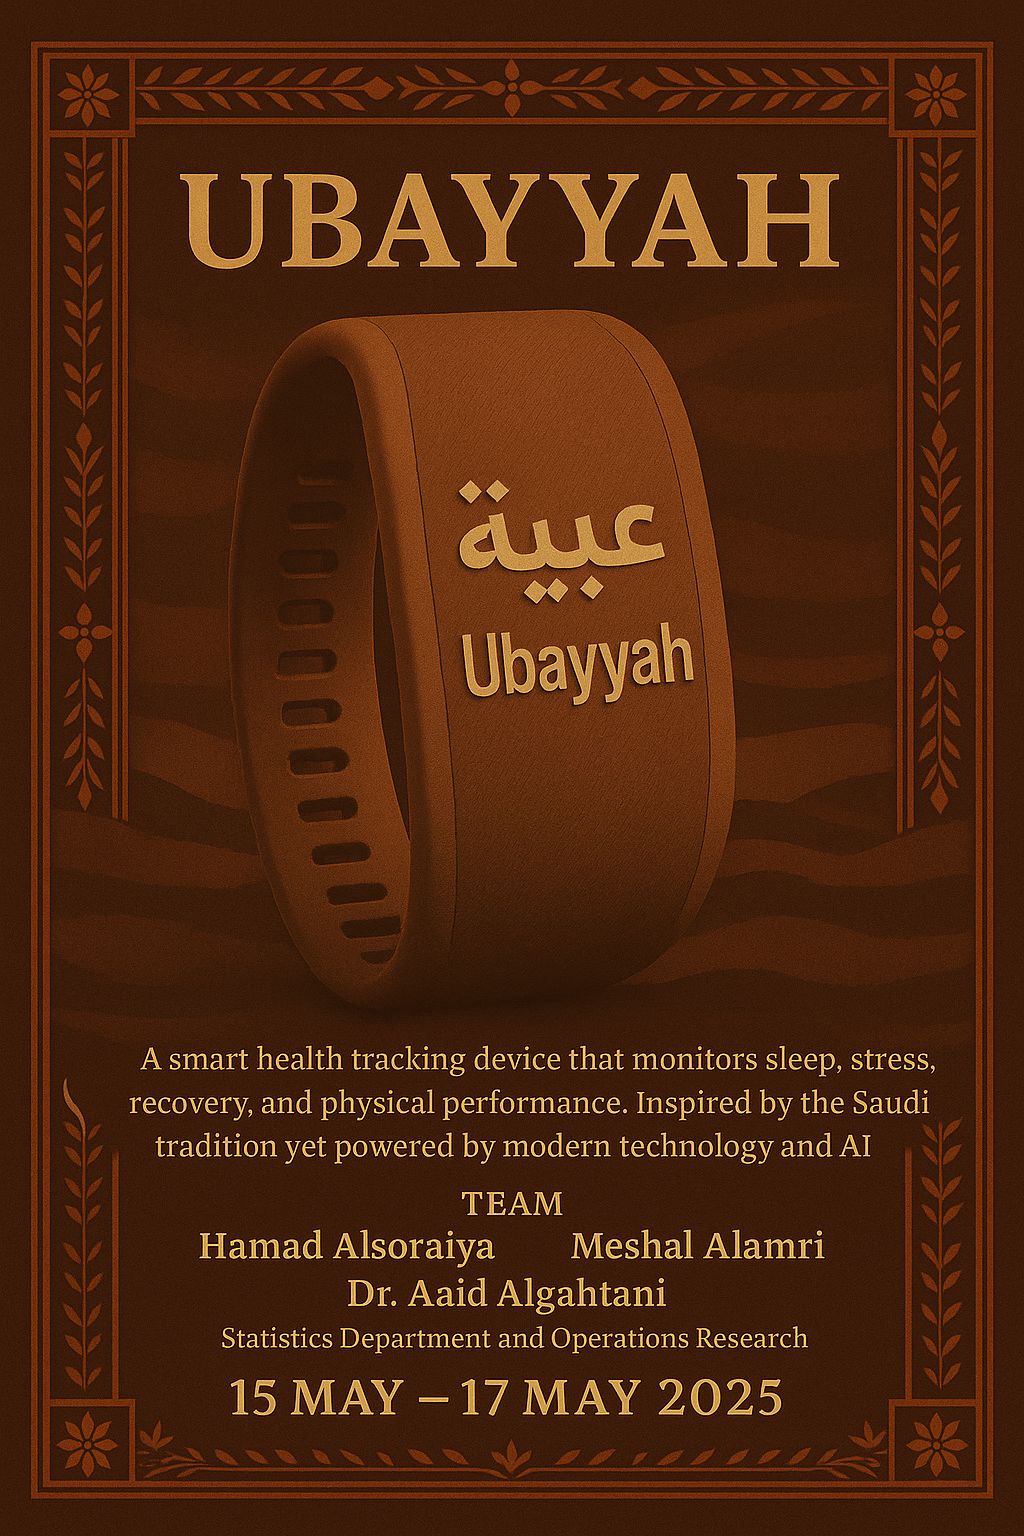 UBAYYAH
عبية
Ubayyah
A smart health tracking device that monitors sleep, stress,
recovery, and physical performance. Inspired by the Saudi
tradition yet powered by modern technology and AI
TEAM
Hamad Alsoraiya Meshal Alamri
Dr. Aaid Algahtani
Statistics Department and Operations Research
15 MAY – 17 MAY 2025